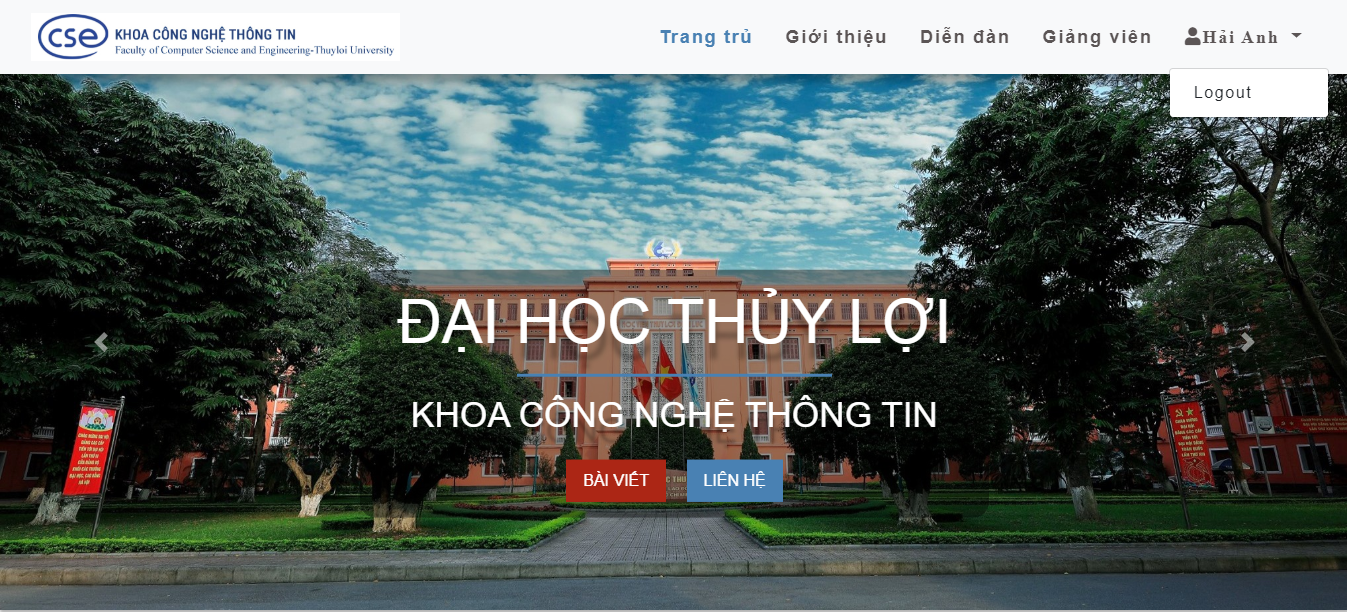 cse KHOA CÔNG NGHỆ THÔNG TIN
Faculty of Computer Science and Engineering-Thuyloi University
Trang trủ Giới thiệu Diễn đàn Giảng viên Hải Anh
Logout
ĐẠI HỌC THỦY LỢI
KHOA CÔNG NGHỆ THÔNG TIN
BÀI VIẾT LIÊN HỆ